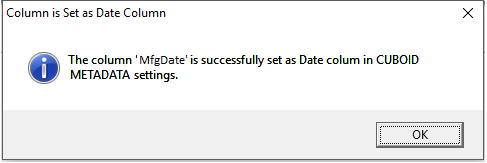 Column is Set as Date Column
The column 'MfgDate' is successfully set as Date colum in CUBOID
METADATA settings.
OK